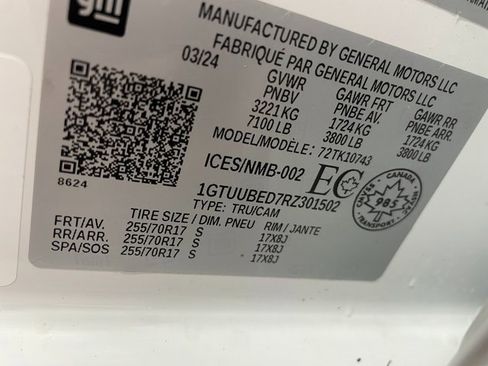 gm
MANUFACTURED BY GENERAL MOTORS LLC
FABRIQUÉ PAR GENERAL MOTORS LLC
03/24
GVWR GAWR FRT GAWR RR
PNBV PNBE AV. PNBE ARR.
3221 KG 1724 KG 1724 KG
7100 LB 3800 LB 3800 LB
MODEL/MODÈLE: 72TK10743
ICES/NMB-002 EC
1GTUUBED7RZ301502
TYPE: TRU/CAM
8624
CANADA
985
TRANSPORT
TIRE SIZE / DIM. PNEU RIM / JANTE
FRT/AV. 255/70R17 S 17X8J
RR/ARR. 255/70R17 S 17X8J
SPA/SOS 255/70R17 S 17X8J